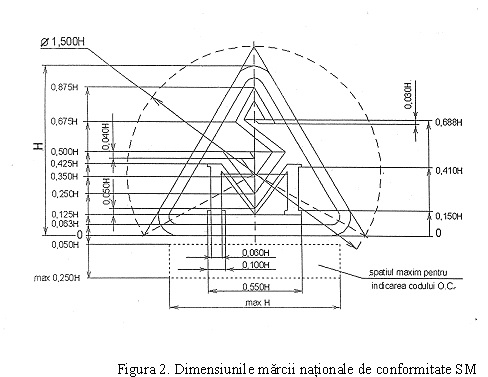 Ø 1,500H
0,875H
0,675H
0,500H
0,425H
0,350H
0,250H
0,125H
0,063H
0
0,050H
max 0,250H
H
0,040H
0,050H
0,030H
0,688H
0,410H
0,150H
0
0,060H
0,100H
0,550H
max H
spatiul maxim pentru
indicarea codului O.C.
Figura 2. Dimensiunile mărcii naționale de conformitate SM